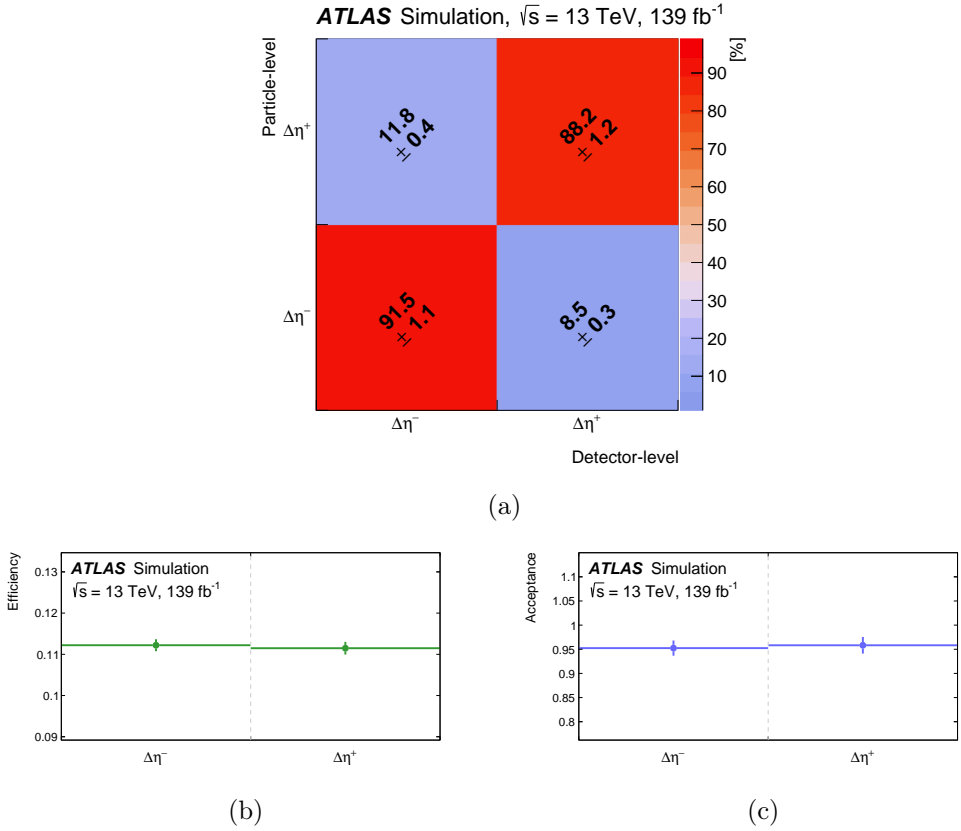 ATLAS Simulation, √s = 13 TeV, 139 fb⁻¹
Particle-level
[%]
Δη⁺
11.8 ± 0.4
88.2 ± 1.2
Δη⁻
91.5 ± 1.1
8.5 ± 0.3
90
80
70
60
50
40
30
20
10
Δη⁻ Δη⁺
Detector-level
(a)
Efficiency
ATLAS Simulation
√s = 13 TeV, 139 fb⁻¹
0.13
0.12
0.11
0.1
0.09
Δη⁻ Δη⁺
(b)
Acceptance
ATLAS Simulation
√s = 13 TeV, 139 fb⁻¹
1.1
1.05
1
0.95
0.9
0.85
0.8
Δη⁻ Δη⁺
(c)